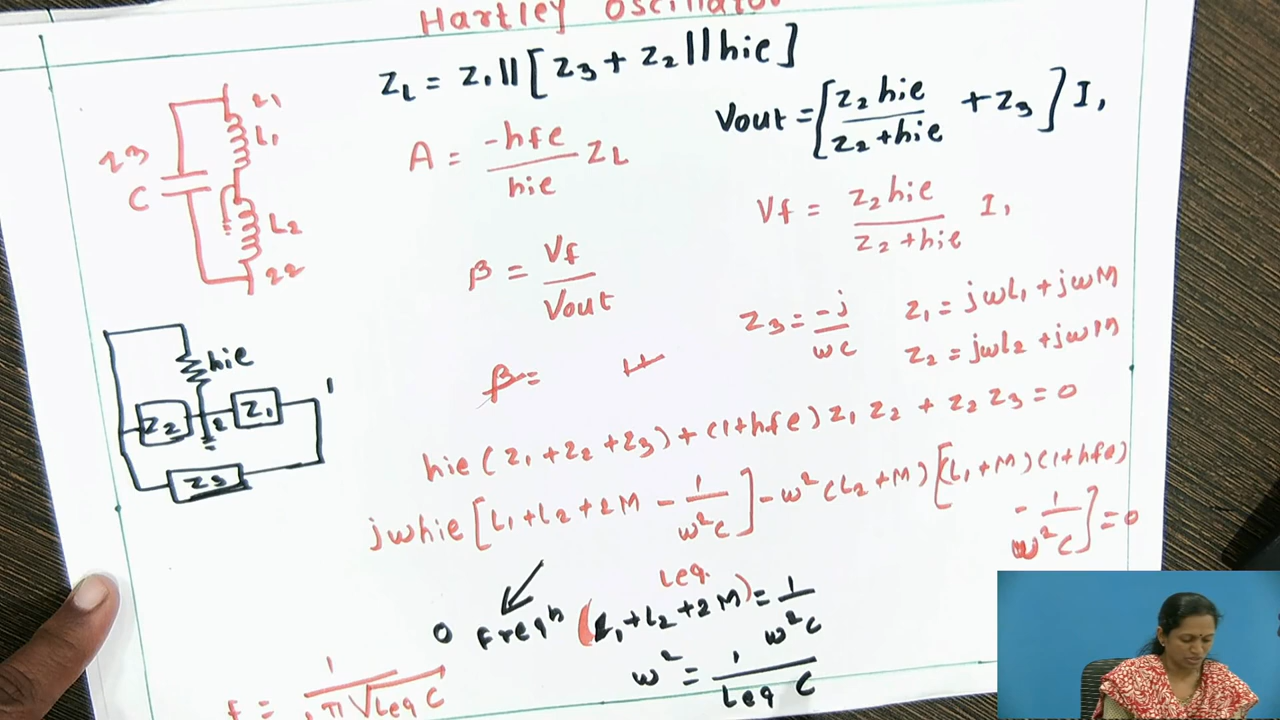 Hartley Oscillator
ZL = Z1 || [Z3 + Z2 || hie]
Vout = [Z2 hie / Z2 + hie + Z3] I1
A = -hfe / hie ZL
Vf = Z2 hie / Z2 + hie I1
β = Vf / Vout
Z3 = -j / ωC
Z1 = jωL1 + jωM
Z2 = jωL2 + jωM
β =
hie (Z1 + Z2 + Z3) + (1 + hfe) Z1 Z2 + Z2 Z3 = 0
jωhie [L1 + L2 + 2M - 1 / ω²C] - ω² (L2 + M) [(L1 + M) (1 + hfe) - 1 / ω²C] = 0
Leq.
0 freqn (L1 + L2 + 2M) = 1 / ω²C
ω² = 1 / Leq C
f = 1 / π √Leq C
Z1
L1
Z3
C
L2
Z2
hie
Z2
2
Z1
1
Z3